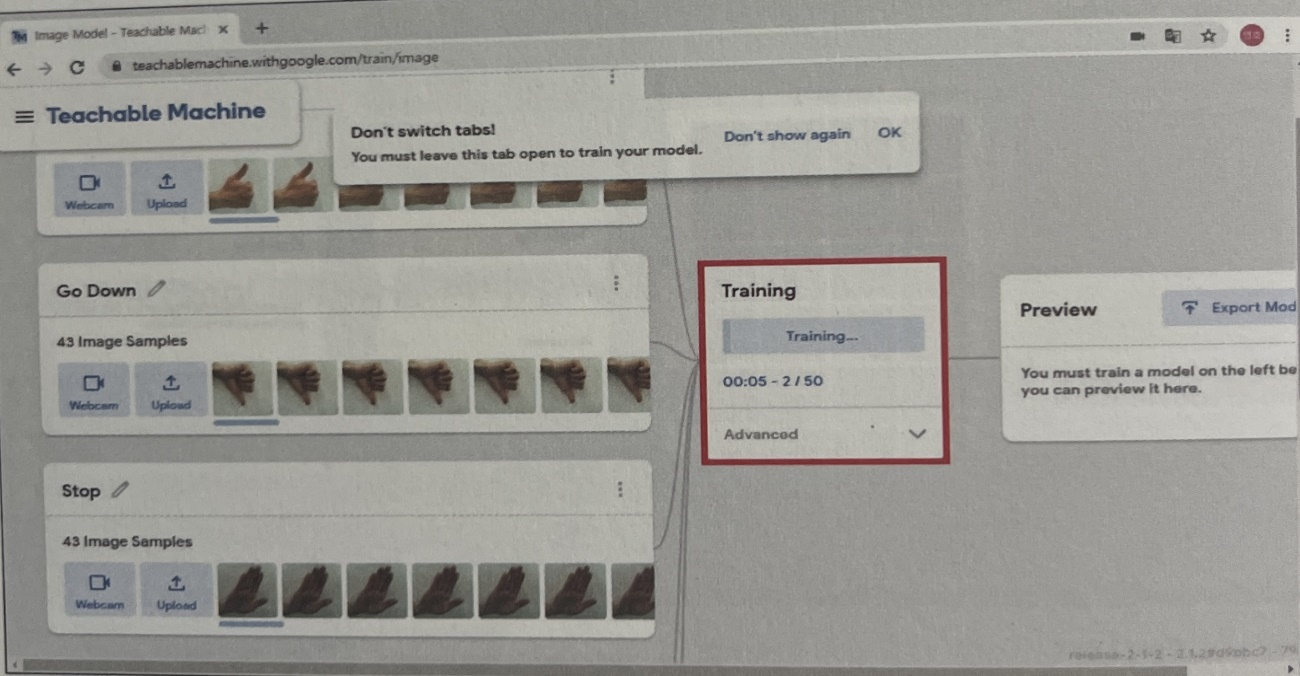 Image Model - Teachable Mac
teachablemachine.withgoogle.com/train/image
Teachable Machine
Don't switch tabs!
You must leave this tab open to train your model.
Don't show again
OK
Webcam
Upload
Go Down
43 Image Samples
Webcam
Upload
Stop
43 Image Samples
Webcam
Upload
Training
Training...
00:05 - 2 / 50
Advanced
Preview
Export Mod
You must train a model on the left be
you can preview it here.